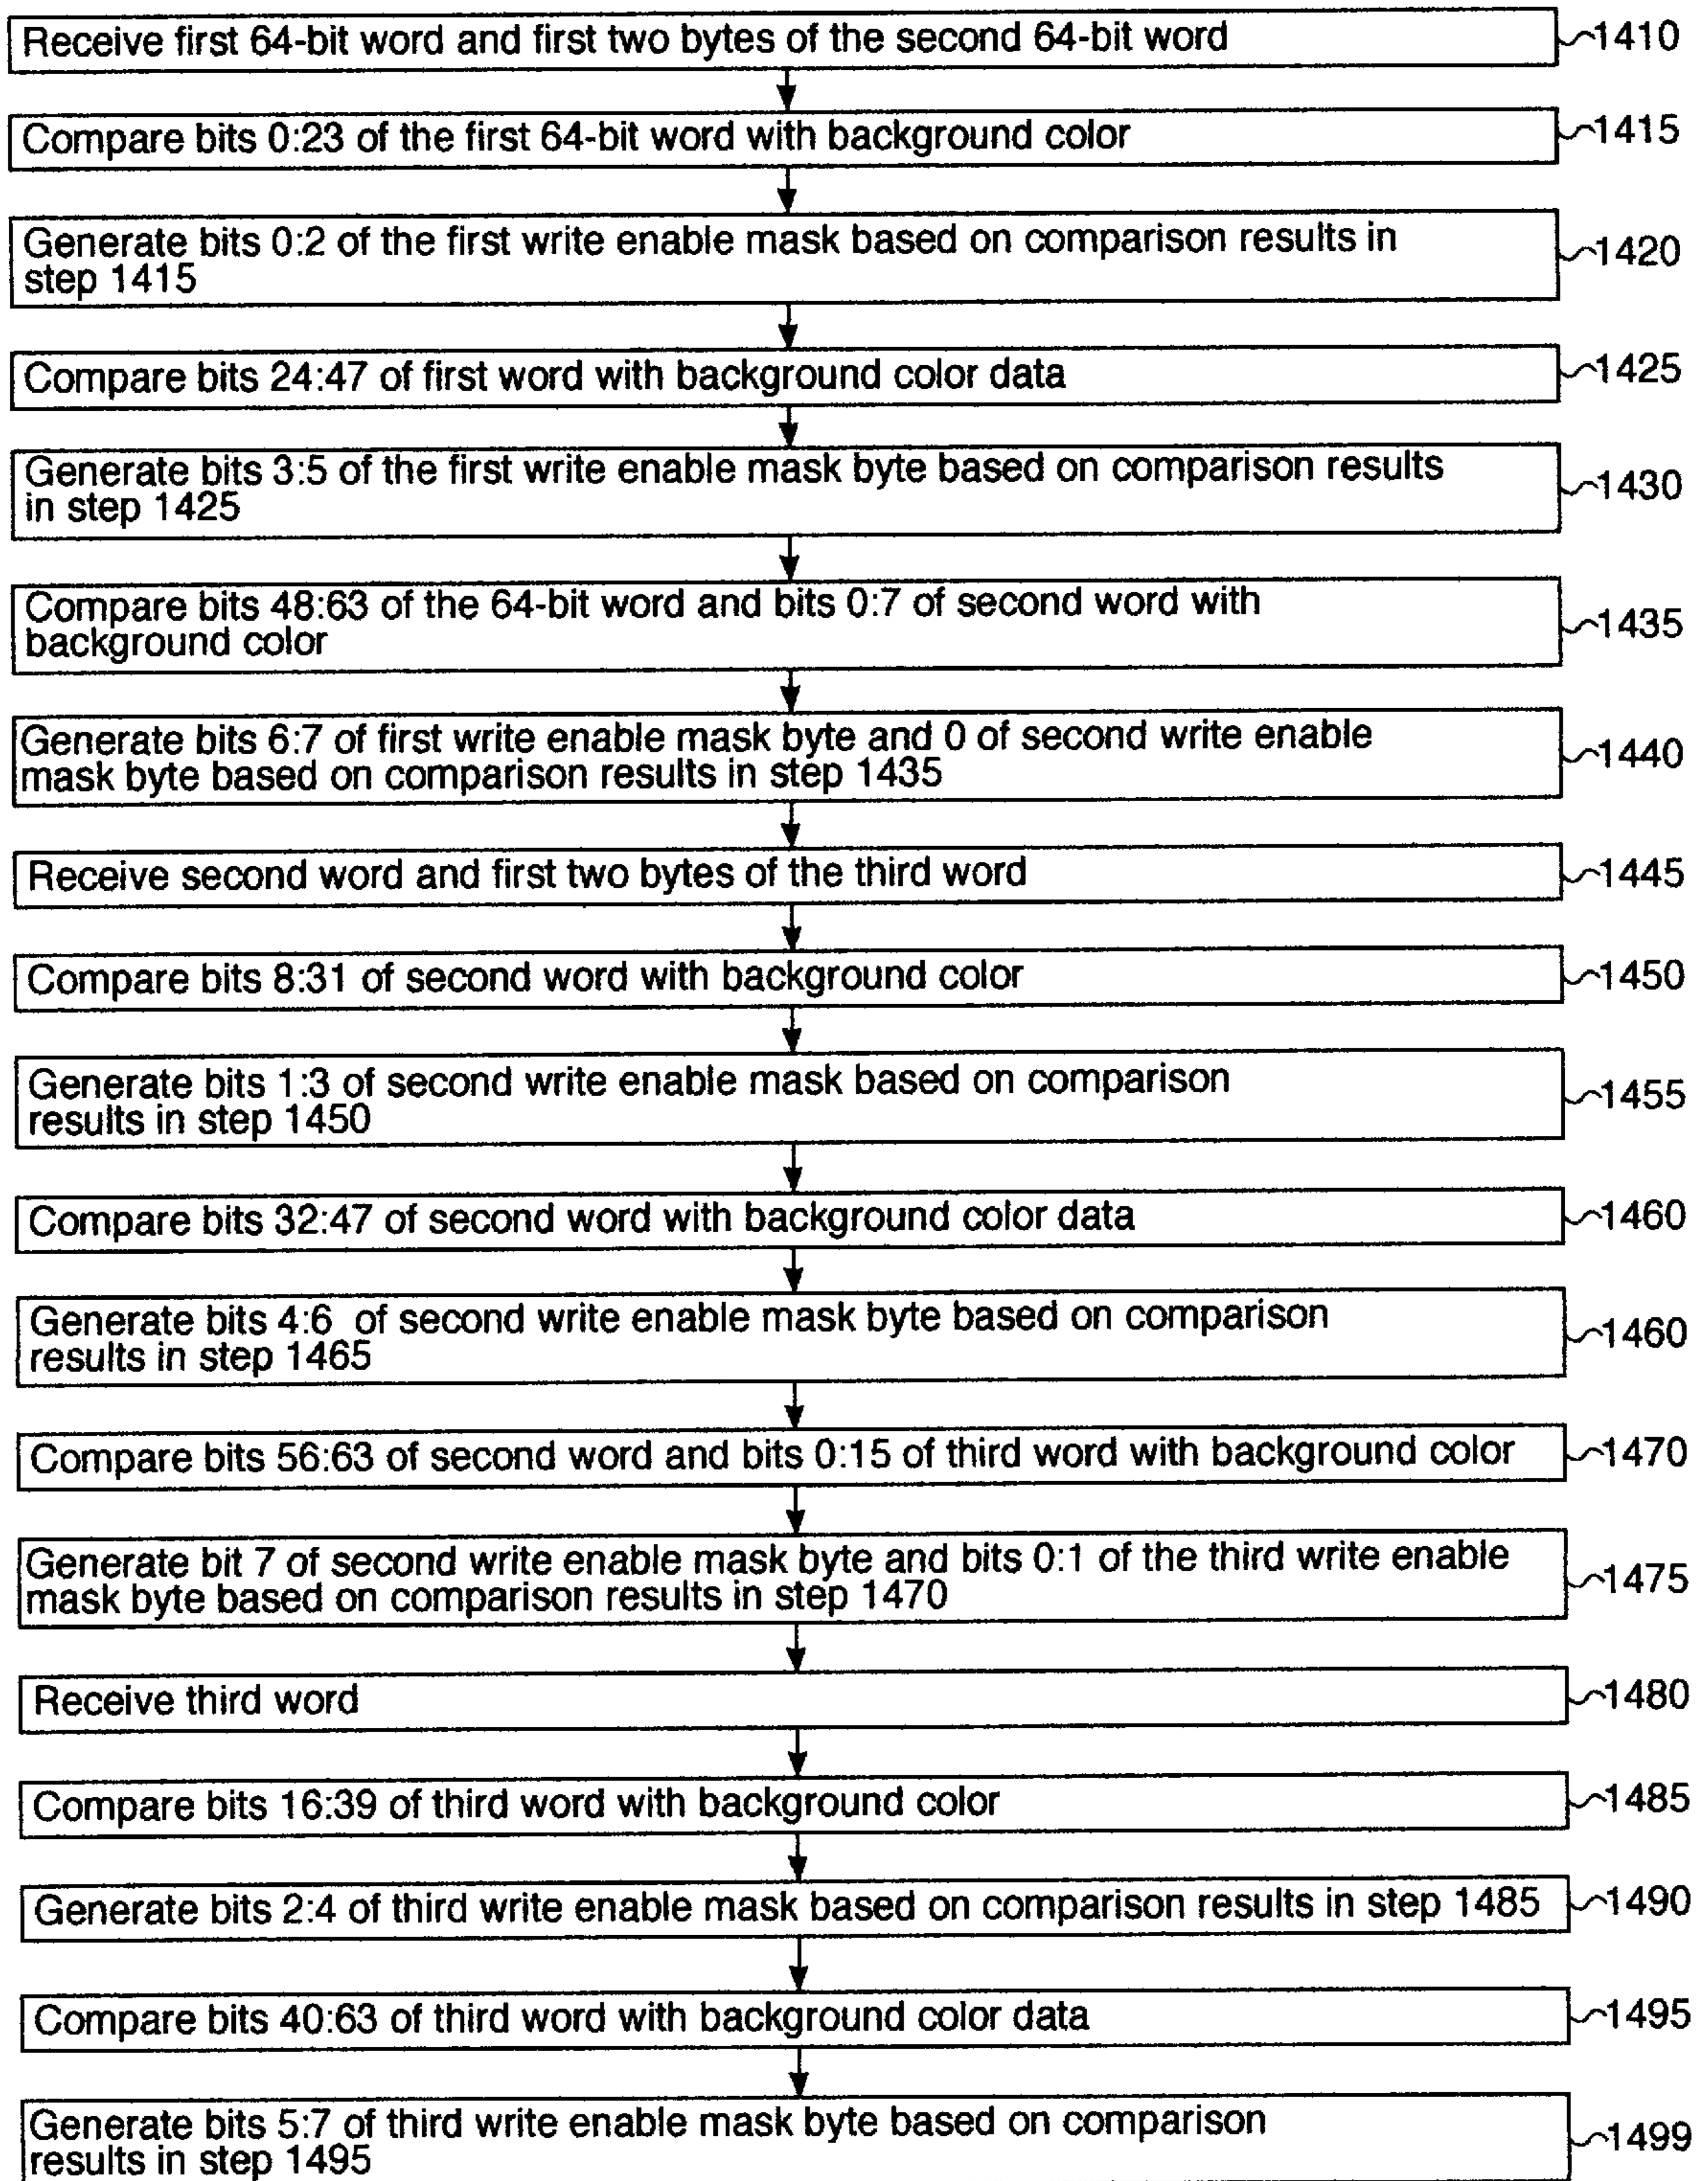 Receive first 64-bit word and first two bytes of the second 64-bit word 1410
Compare bits 0:23 of the first 64-bit word with background color 1415
Generate bits 0:2 of the first write enable mask based on comparison results in
step 1415 1420
Compare bits 24:47 of first word with background color data 1425
Generate bits 3:5 of the first write enable mask byte based on comparison results
in step 1425 1430
Compare bits 48:63 of the 64-bit word and bits 0:7 of second word with
background color 1435
Generate bits 6:7 of first write enable mask byte and 0 of second write enable
mask byte based on comparison results in step 1435 1440
Receive second word and first two bytes of the third word 1445
Compare bits 8:31 of second word with background color 1450
Generate bits 1:3 of second write enable mask based on comparison
results in step 1450 1455
Compare bits 32:47 of second word with background color data 1460
Generate bits 4:6 of second write enable mask byte based on comparison
results in step 1465 1460
Compare bits 56:63 of second word and bits 0:15 of third word with background color 1470
Generate bit 7 of second write enable mask byte and bits 0:1 of the third write enable
mask byte based on comparison results in step 1470 1475
Receive third word 1480
Compare bits 16:39 of third word with background color 1485
Generate bits 2:4 of third write enable mask based on comparison results in step 1485 1490
Compare bits 40:63 of third word with background color data 1495
Generate bits 5:7 of third write enable mask byte based on comparison
results in step 1495 1499